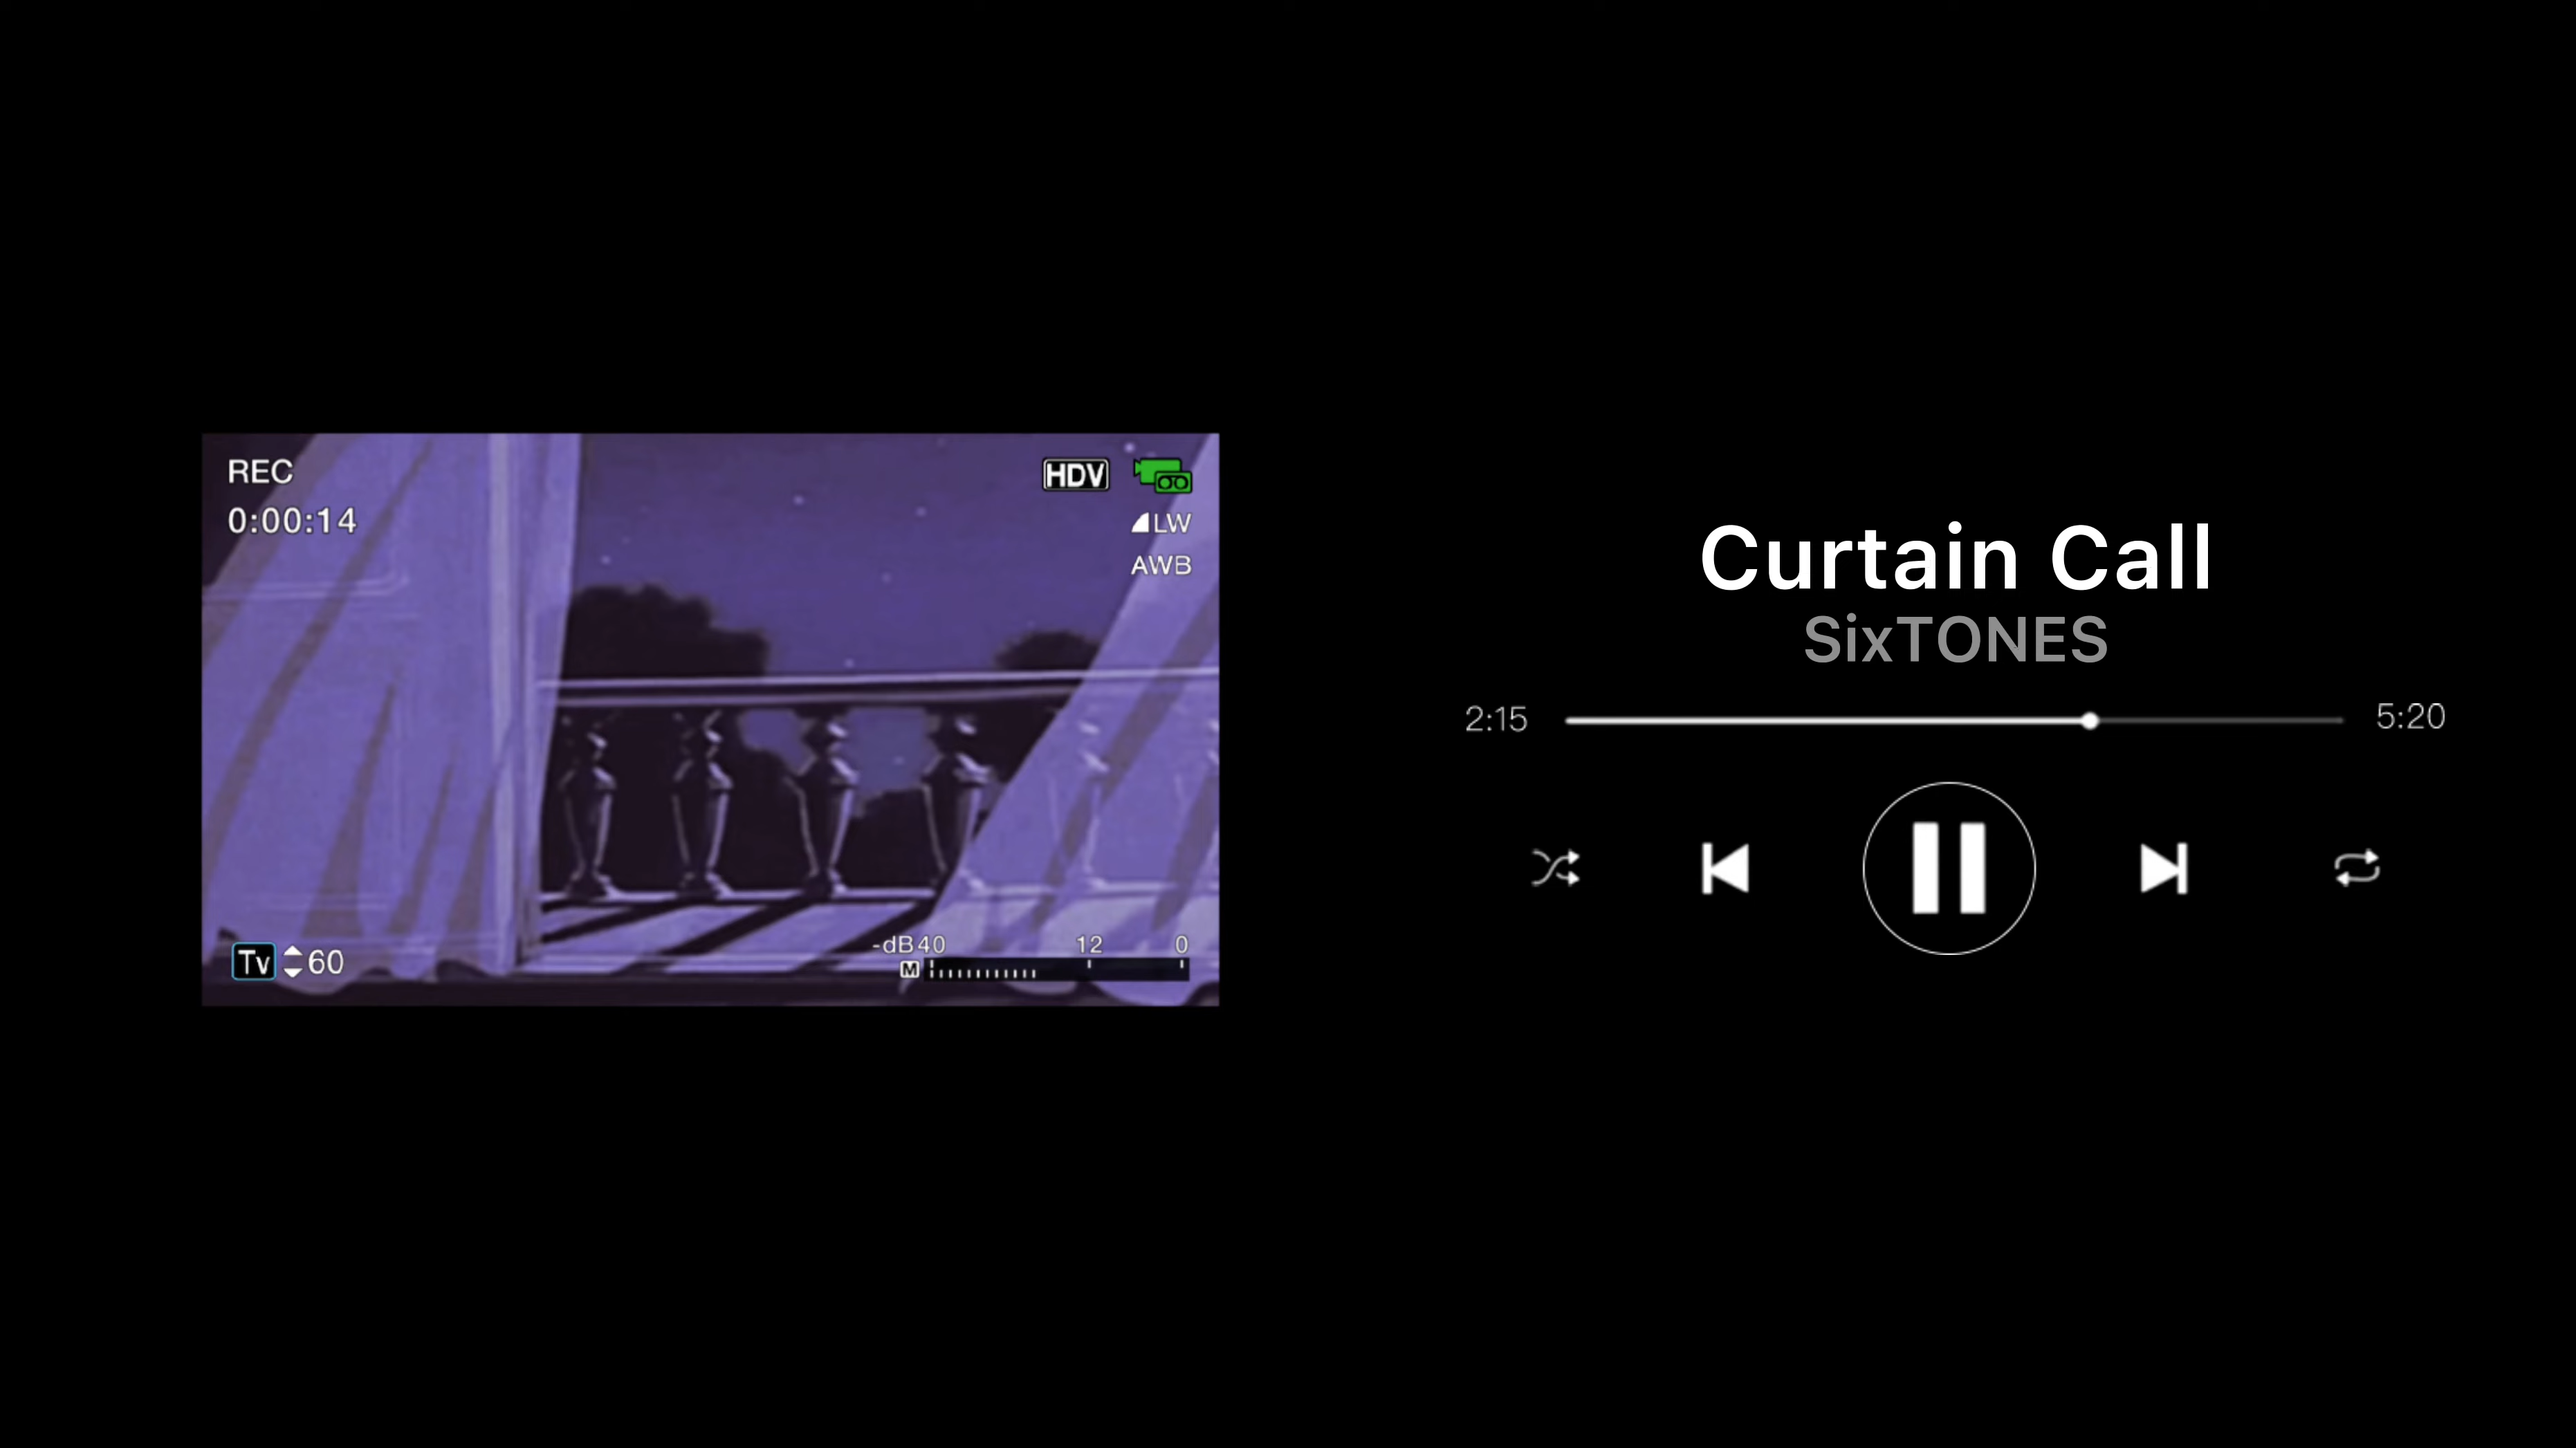 REC
0:00:14
HDV
LW
AWB
Tv 60
-dB 40 12 0
M
Curtain Call
SixTONES
2:15 5:20